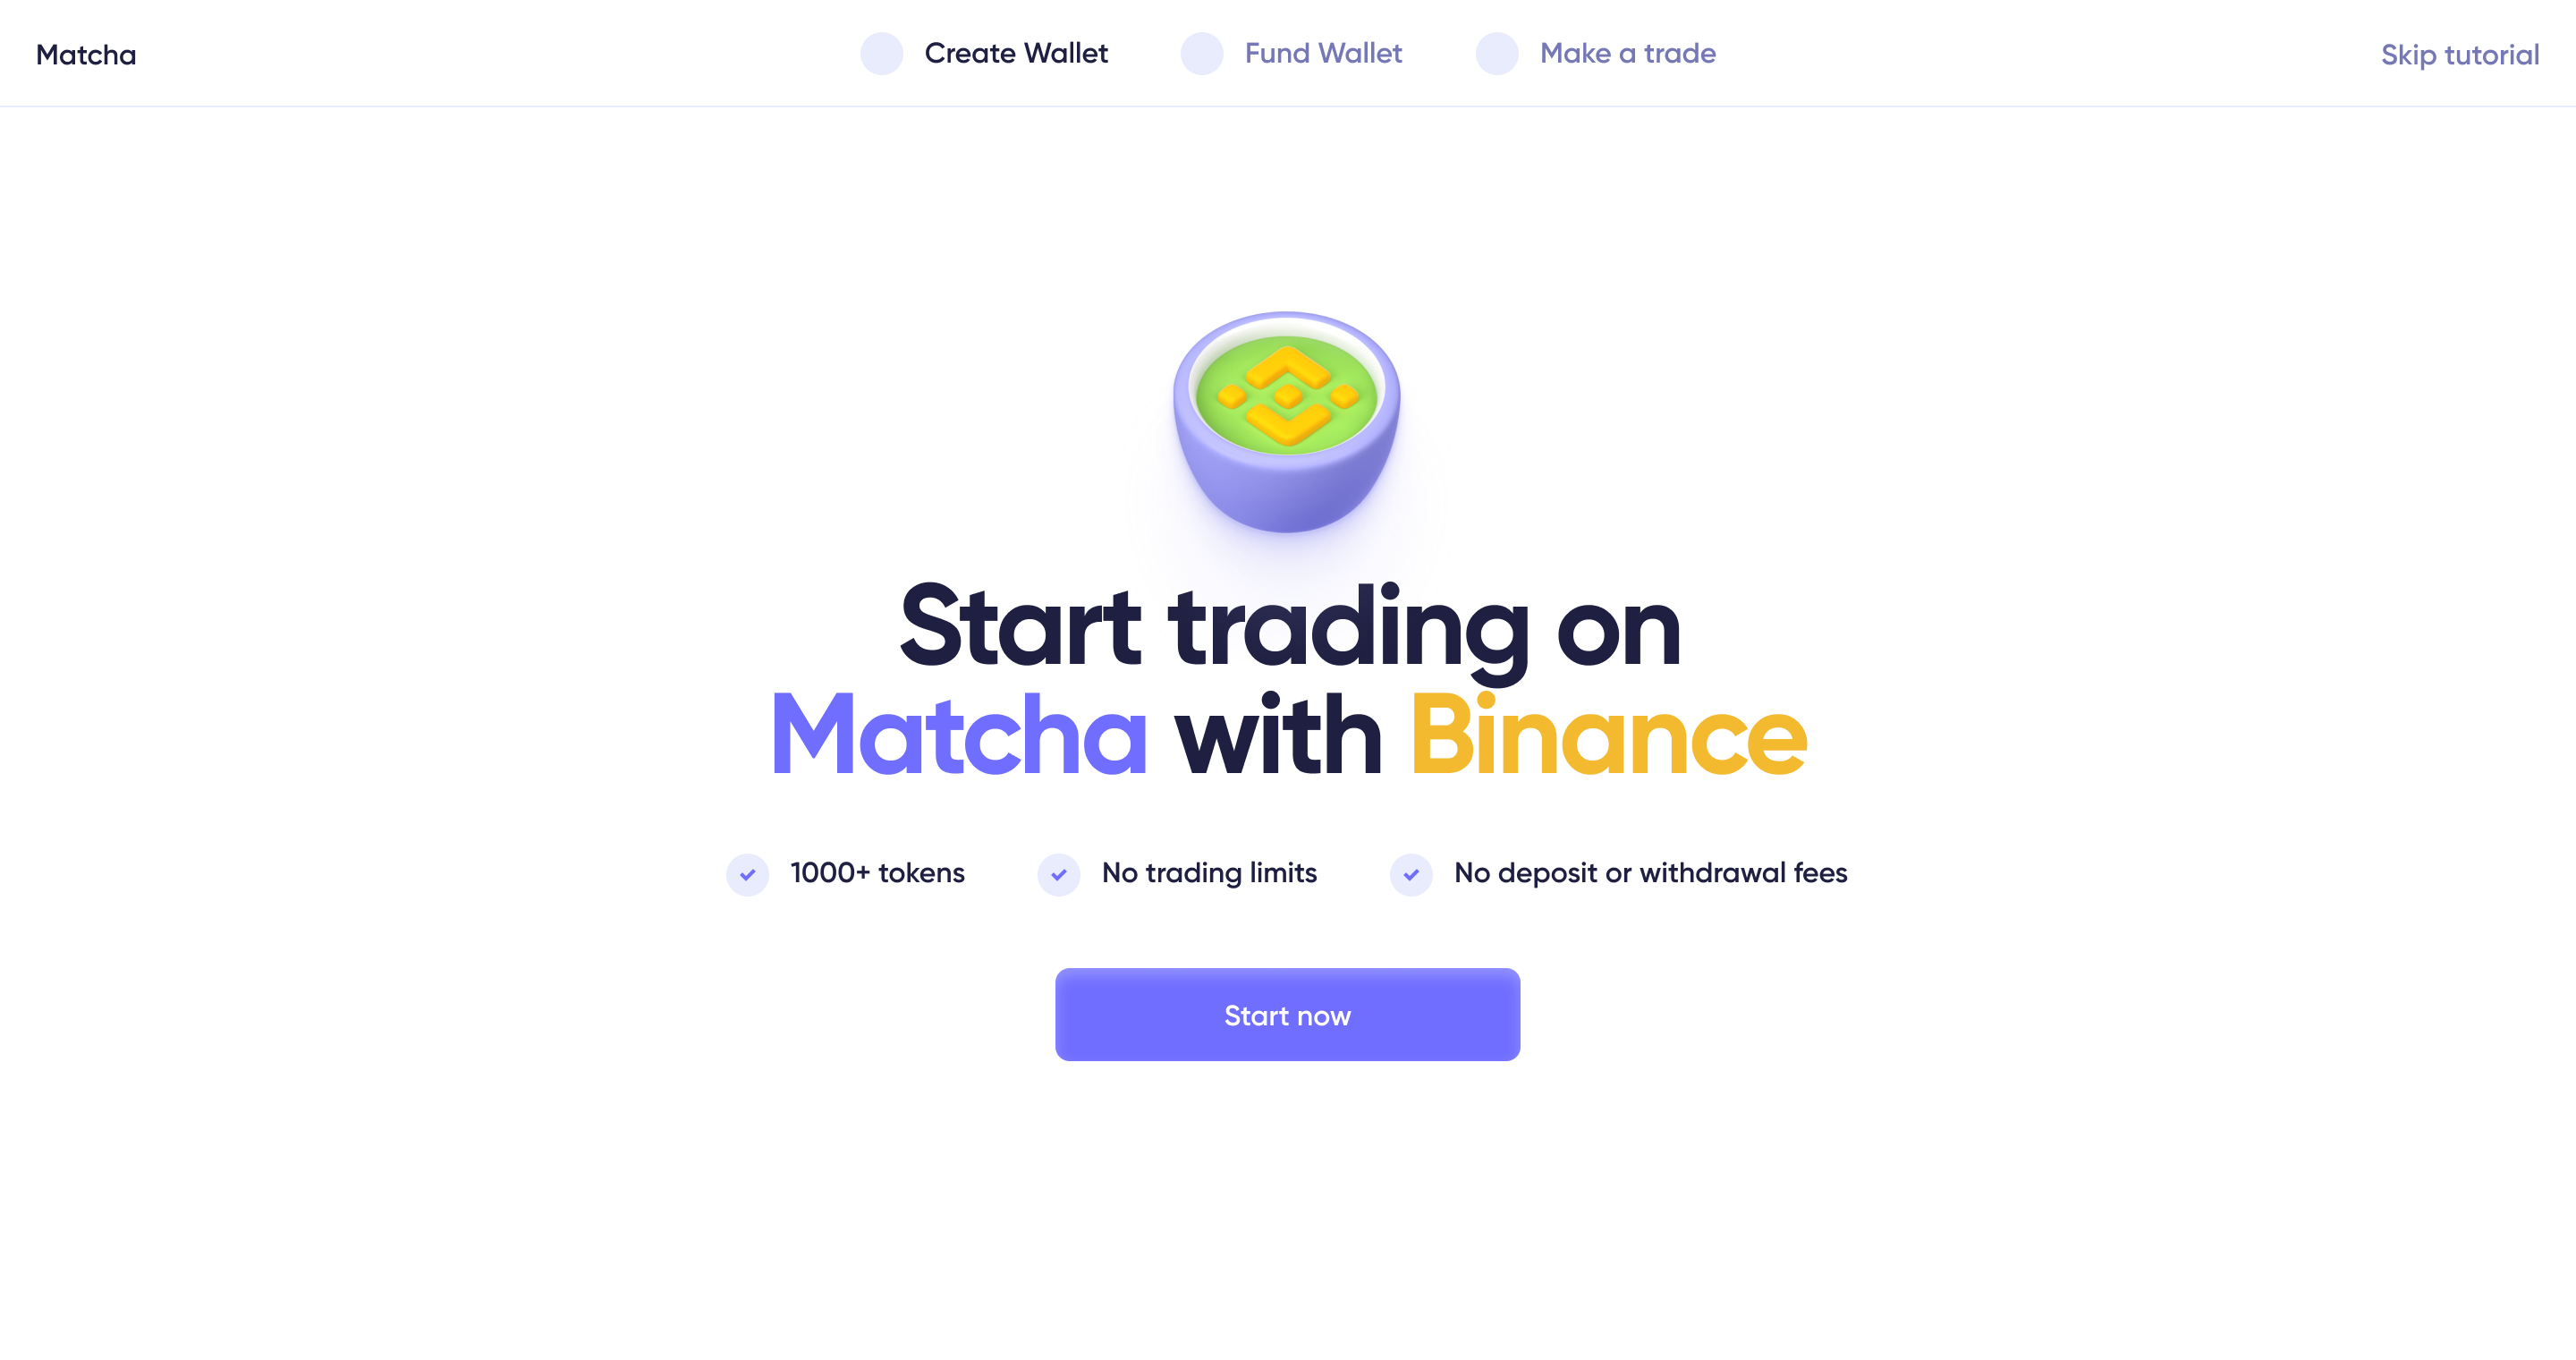 Matcha
Create Wallet
Fund Wallet
Make a trade
Skip tutorial
Start trading on
Matcha with Binance
1000+ tokens
No trading limits
No deposit or withdrawal fees
Start now